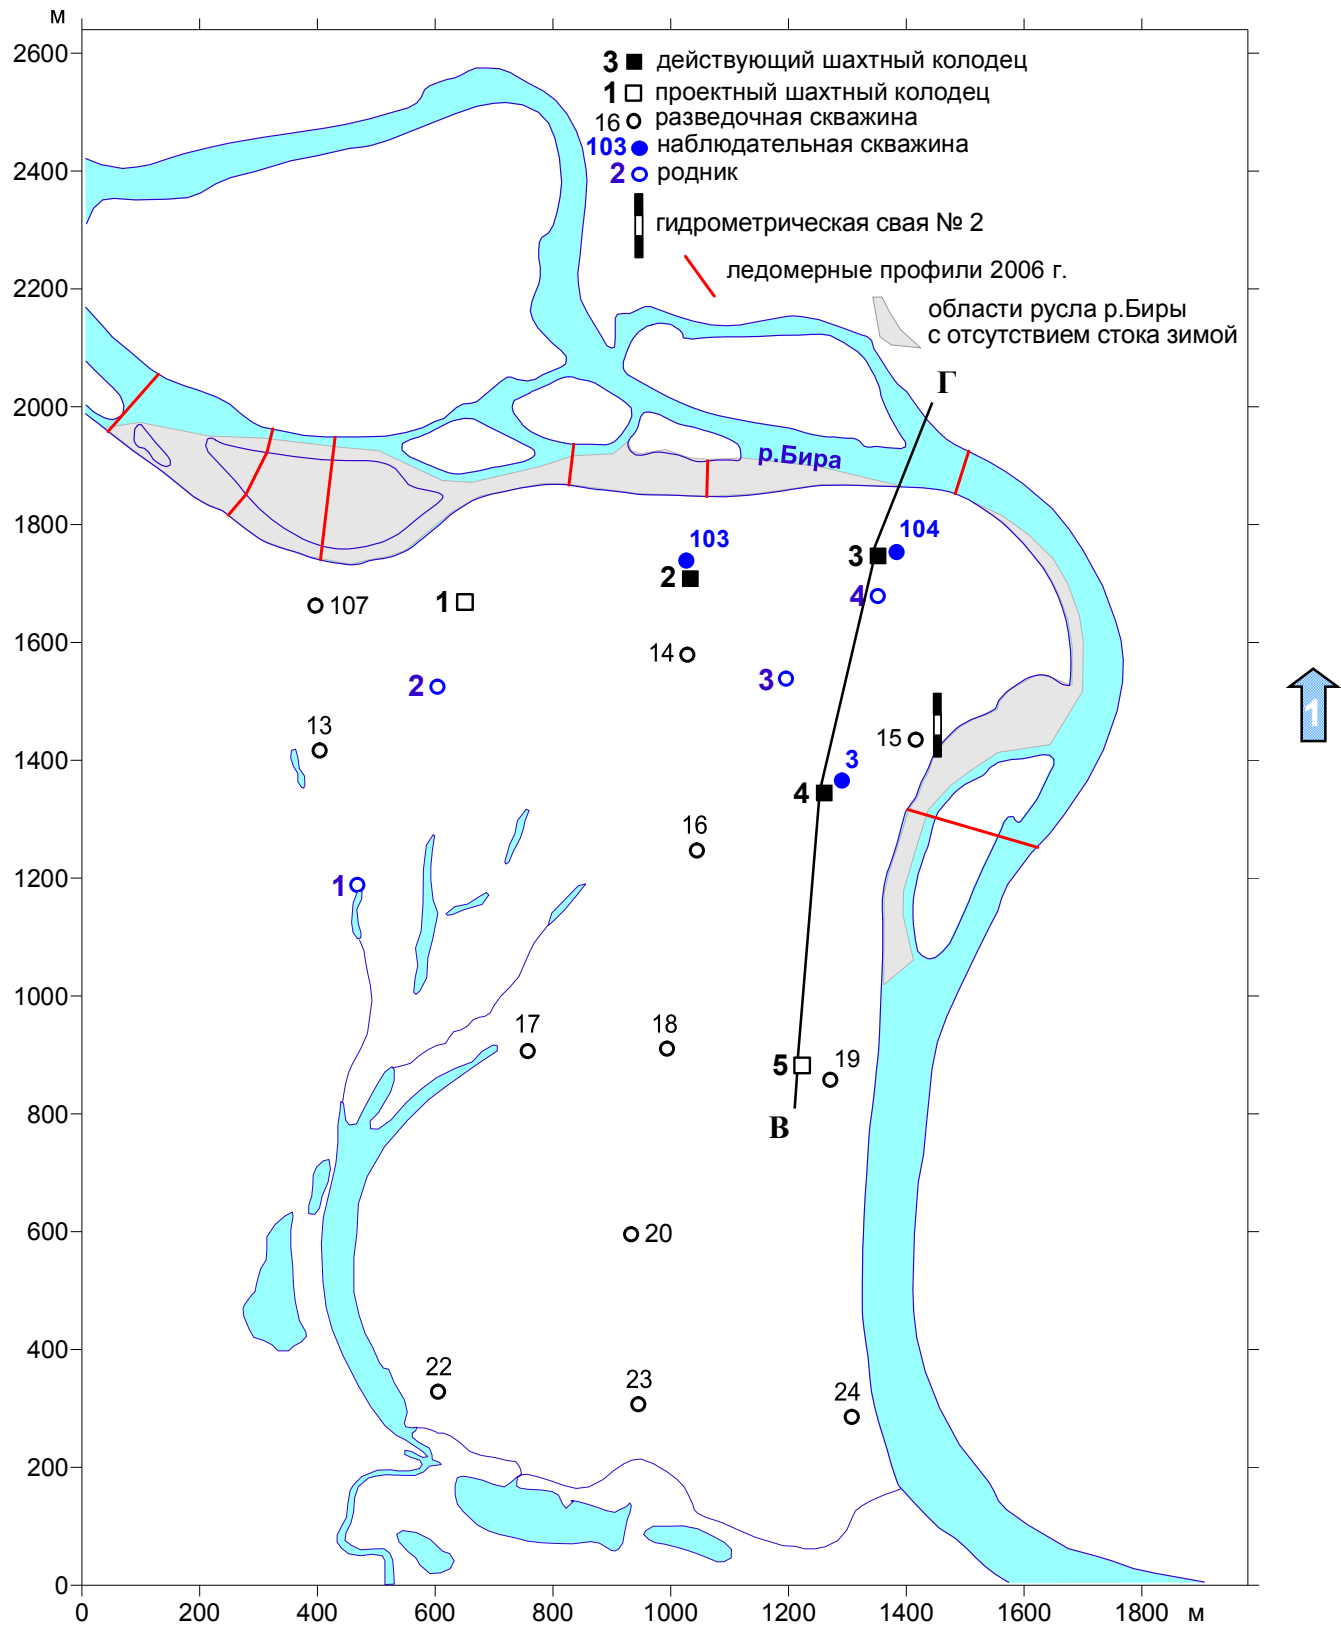 м
2600
2400
2200
2000
1800
1600
1400
1200
1000
800
600
400
200
0
3 действующий шахтный колодец
1 проектный шахтный колодец
16 разведочная скважина
103 наблюдательная скважина
2 родник
гидрометрическая свая № 2
ледомерные профили 2006 г.
области русла р.Биры
с отсутствием стока зимой
Г
р.Бира
103
104
2
3
4
107
1
14
2
3
13
15
3
4
16
1
17
18
5
19
В
20
22
23
24
1
0 200 400 600 800 1000 1200 1400 1600 1800 м